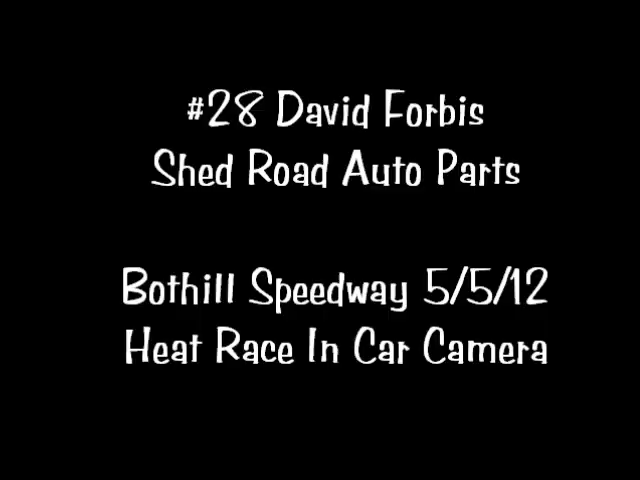 #28 David Forbis
Shed Road Auto Parts
Bothill Speedway 5/5/12
Heat Race In Car Camera